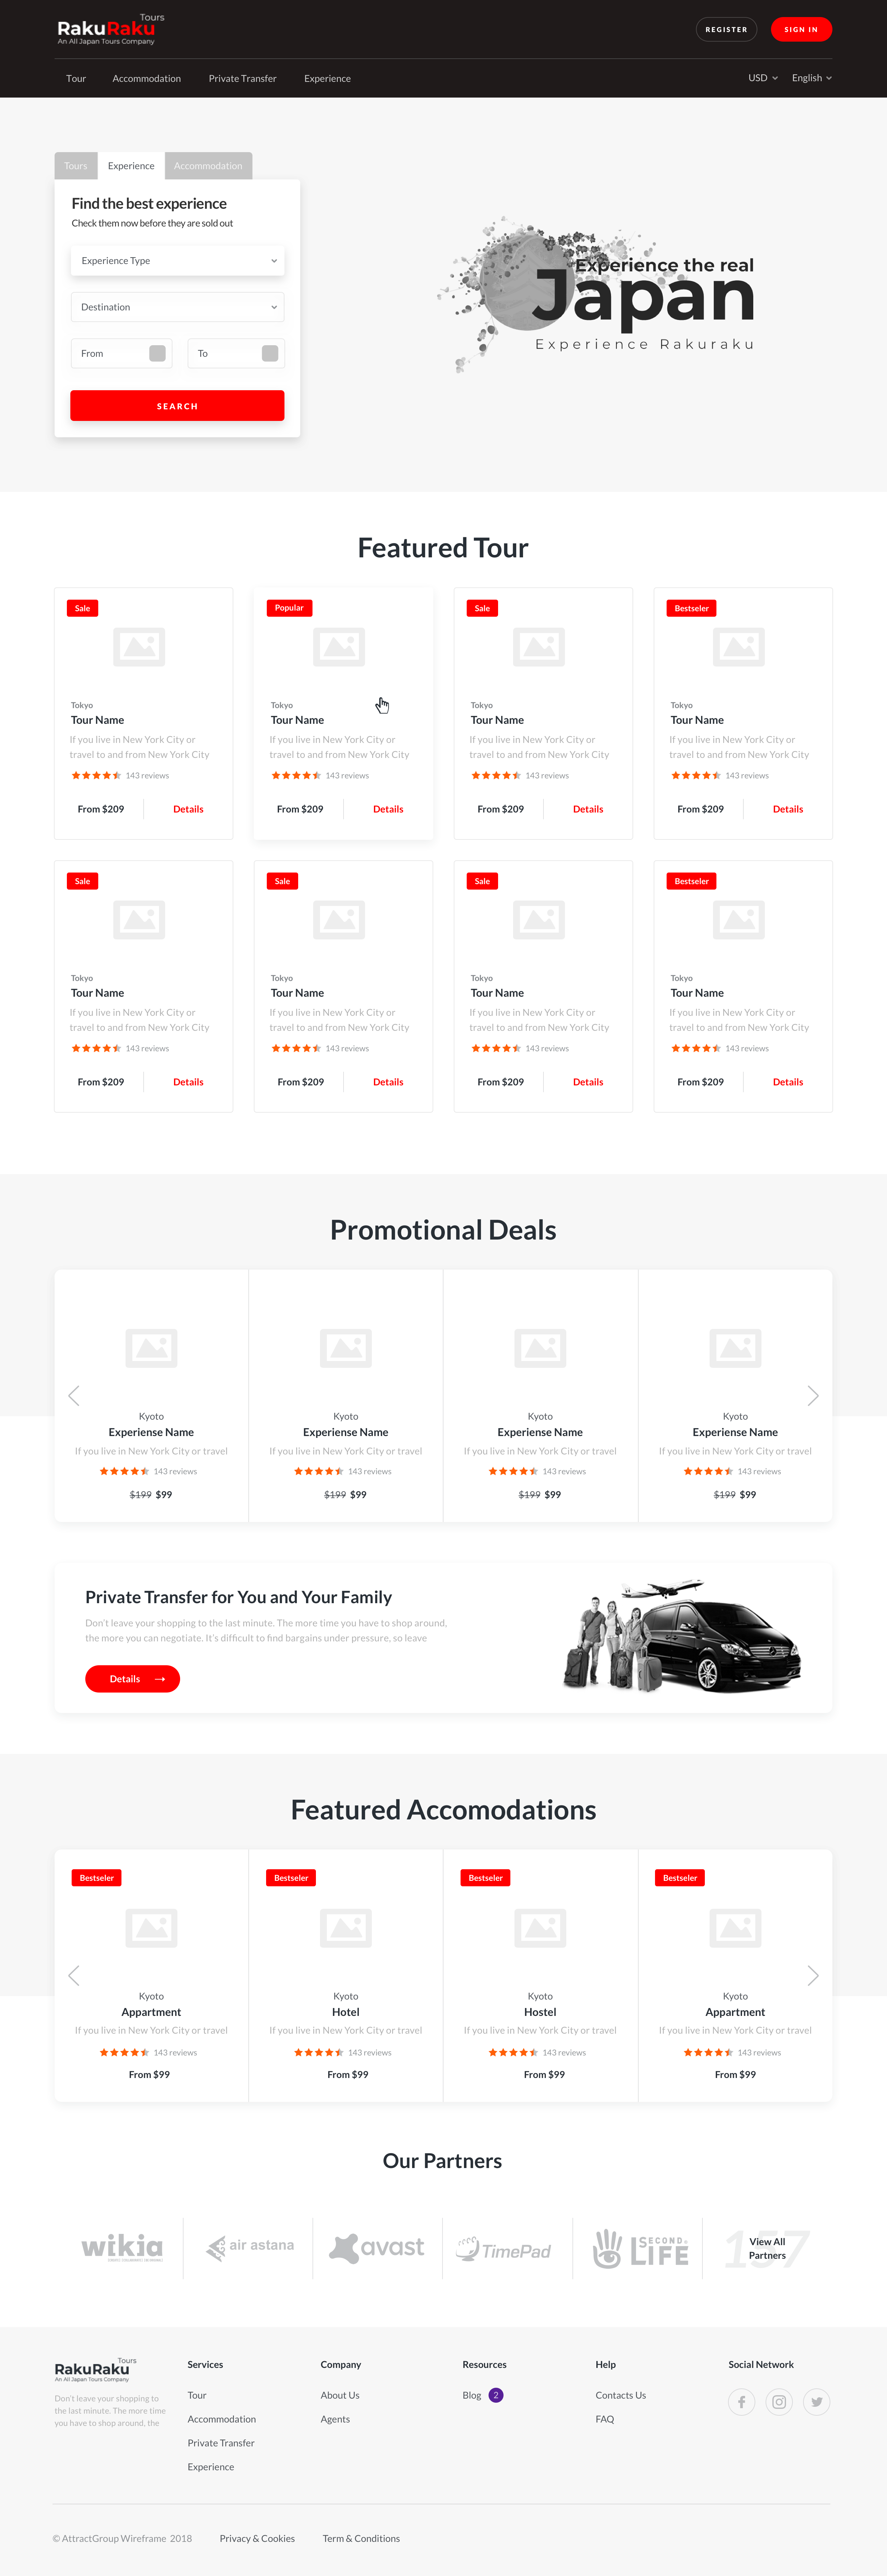 Tours
RakuRaku
An All Japan Tours Company
REGISTER
SIGN IN
Tour
Accommodation
Private Transfer
Experience
USD
English
Tours
Experience
Accommodation
Find the best experience
Check them now before they are sold out
Experience Type
Destination
From
To
SEARCH
Experience the real
Japan
Experience Rakuraku
Featured Tour
Sale
Tokyo
Tour Name
If you live in New York City or
travel to and from New York City
143 reviews
From $209
Details
Popular
Tokyo
Tour Name
If you live in New York City or
travel to and from New York City
143 reviews
From $209
Details
Sale
Tokyo
Tour Name
If you live in New York City or
travel to and from New York City
143 reviews
From $209
Details
Bestseler
Tokyo
Tour Name
If you live in New York City or
travel to and from New York City
143 reviews
From $209
Details
Sale
Tokyo
Tour Name
If you live in New York City or
travel to and from New York City
143 reviews
From $209
Details
Sale
Tokyo
Tour Name
If you live in New York City or
travel to and from New York City
143 reviews
From $209
Details
Sale
Tokyo
Tour Name
If you live in New York City or
travel to and from New York City
143 reviews
From $209
Details
Bestseler
Tokyo
Tour Name
If you live in New York City or
travel to and from New York City
143 reviews
From $209
Details
Promotional Deals
Kyoto
Experiense Name
If you live in New York City or travel
143 reviews
$199 $99
Kyoto
Experiense Name
If you live in New York City or travel
143 reviews
$199 $99
Kyoto
Experiense Name
If you live in New York City or travel
143 reviews
$199 $99
Kyoto
Experiense Name
If you live in New York City or travel
143 reviews
$199 $99
Private Transfer for You and Your Family
Don't leave your shopping to the last minute. The more time you have to shop around,
the more you can negotiate. It's difficult to find bargains under pressure, so leave
Details →
Featured Accomodations
Bestseler
Kyoto
Appartment
If you live in New York City or travel
143 reviews
From $99
Bestseler
Kyoto
Hotel
If you live in New York City or travel
143 reviews
From $99
Bestseler
Kyoto
Hostel
If you live in New York City or travel
143 reviews
From $99
Bestseler
Kyoto
Appartment
If you live in New York City or travel
143 reviews
From $99
Our Partners
wikia
air astana
avast
TimePad
SECOND
LIFE
157
View All
Partners
Tours
RakuRaku
An All Japan Tours Company
Don't leave your shopping to
the last minute. The more time
you have to shop around, the
Services
Tour
Accommodation
Private Transfer
Experience
Company
About Us
Agents
Resources
Blog 2
Help
Contacts Us
FAQ
Social Network
© AttractGroup Wireframe 2018
Privacy & Cookies
Term & Conditions